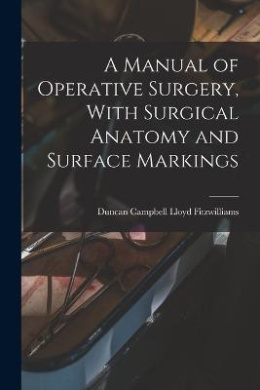 A Manual of
Operative Surgery,
With Surgical
Anatomy and
Surface Markings
Duncan Campbell Lloyd Fitzwilliams